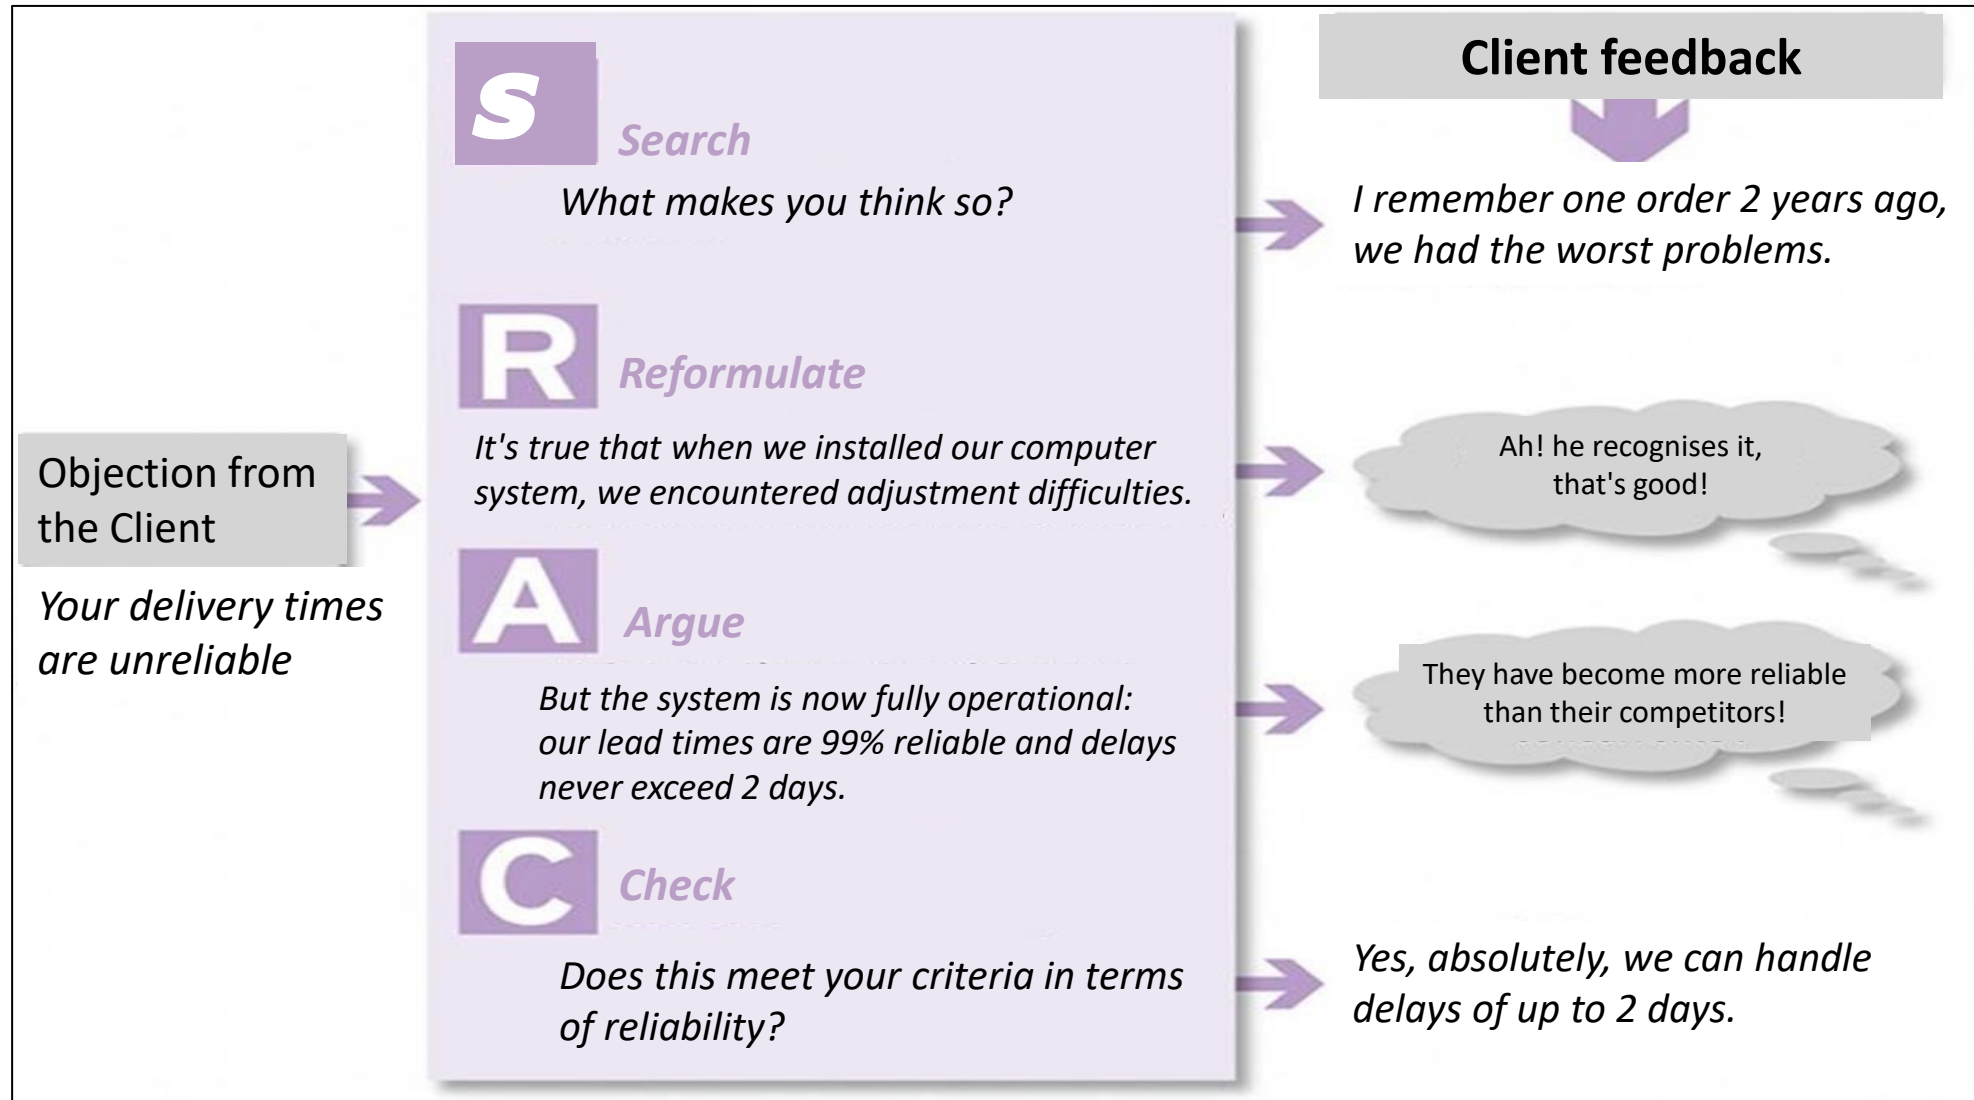 Objection from
the Client
Your delivery times
are unreliable
S
Search
What makes you think so?
R
Reformulate
It's true that when we installed our computer
system, we encountered adjustment difficulties.
A
Argue
But the system is now fully operational:
our lead times are 99% reliable and delays
never exceed 2 days.
C
Check
Does this meet your criteria in terms
of reliability?
Client feedback
I remember one order 2 years ago,
we had the worst problems.
Ah! he recognises it,
that's good!
They have become more reliable
than their competitors!
Yes, absolutely, we can handle
delays of up to 2 days.